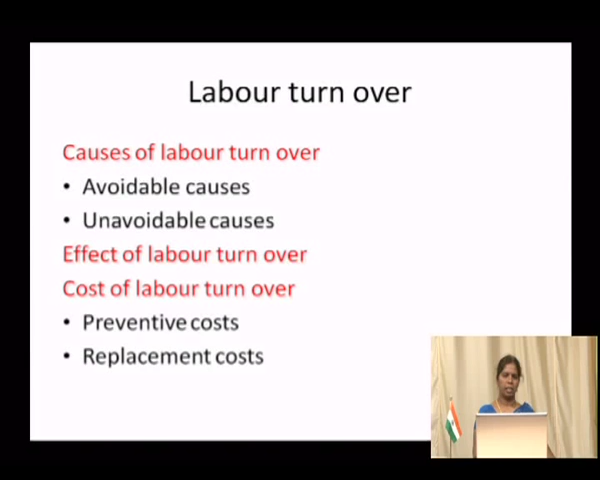 Labour turn over
Causes of labour turn over
• Avoidable causes
• Unavoidable causes
Effect of labour turn over
Cost of labour turn over
• Preventive costs
• Replacement costs